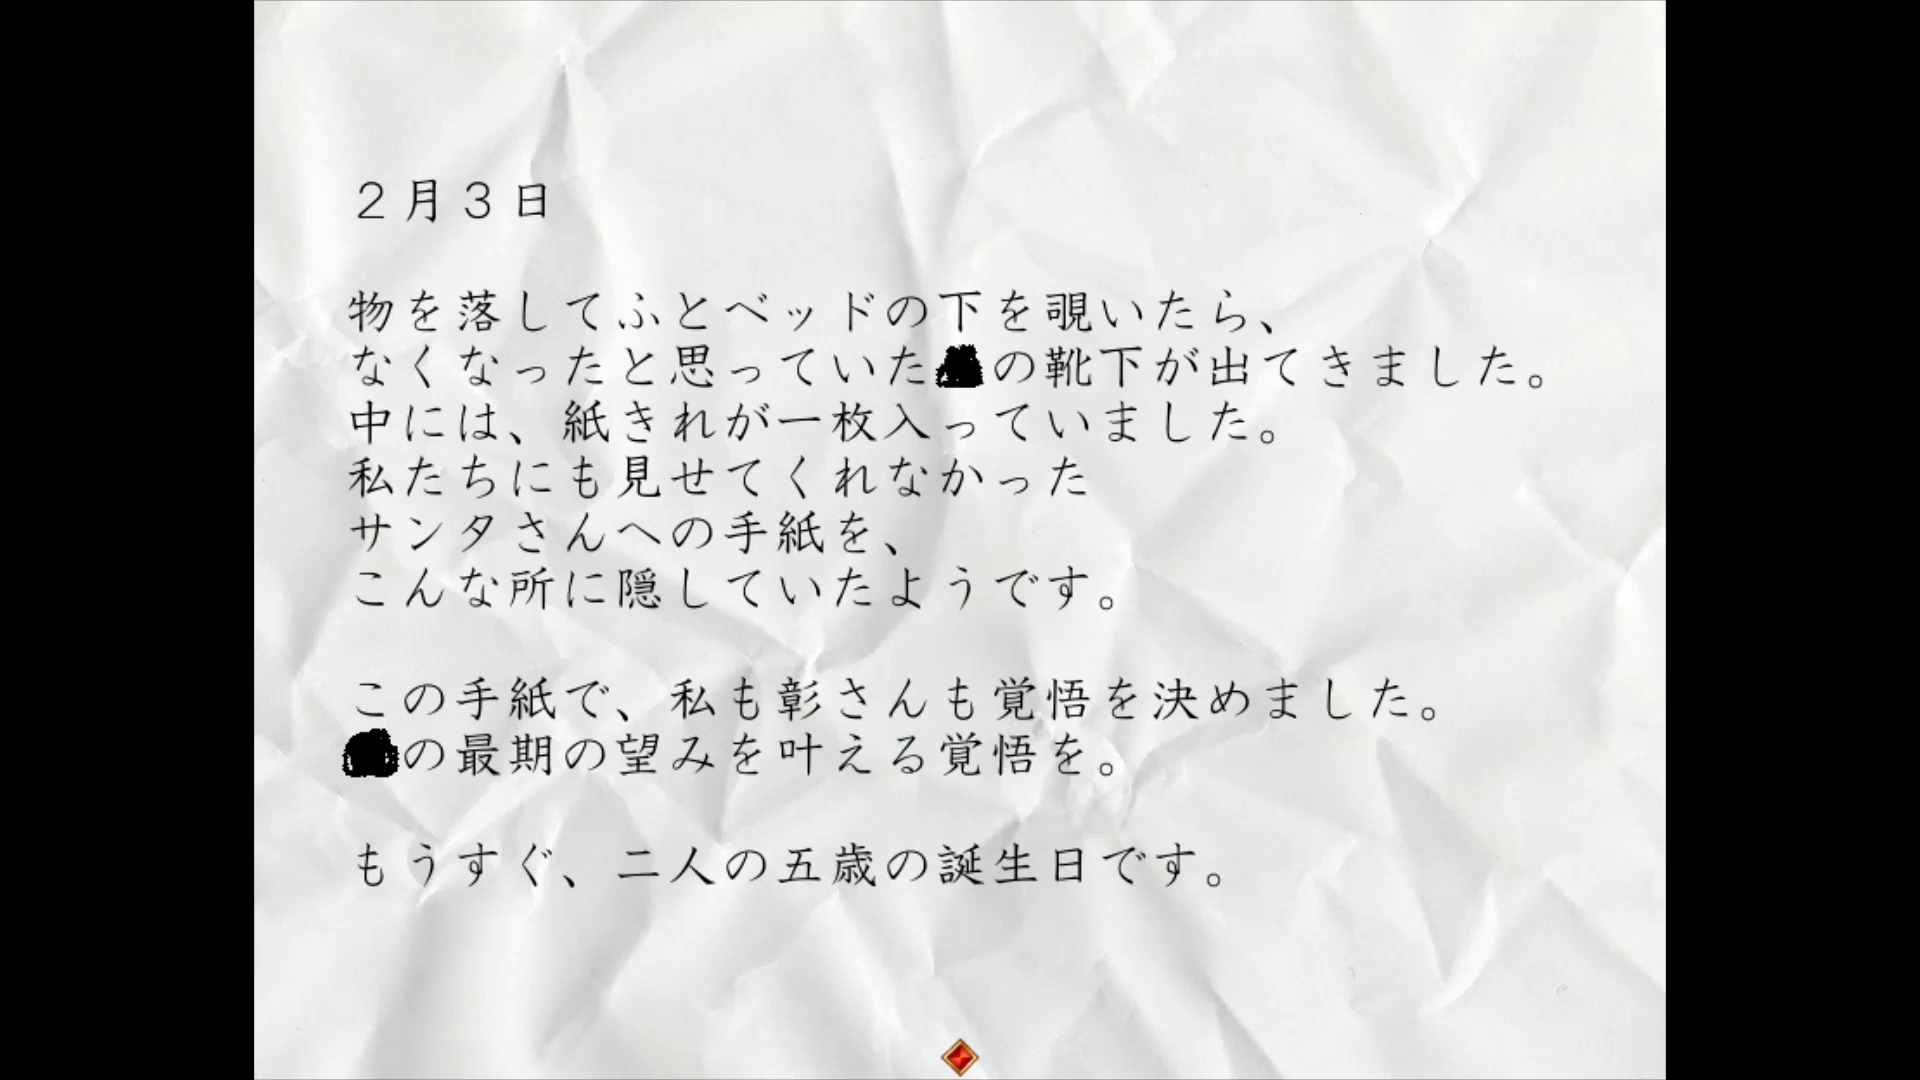 ２月３日
物を落してふとベッドの下を覗いたら、
なくなったと思っていたの靴下が出てきました。
中には、紙きれが一枚入っていました。
私たちにも見せてくれなかった
サンタさんへの手紙を、
こんな所に隠していたようです。
この手紙で、私も彰さんも覚悟を決めました。
の最期の望みを叶える覚悟を。
もうすぐ、二人の五歳の誕生日です。